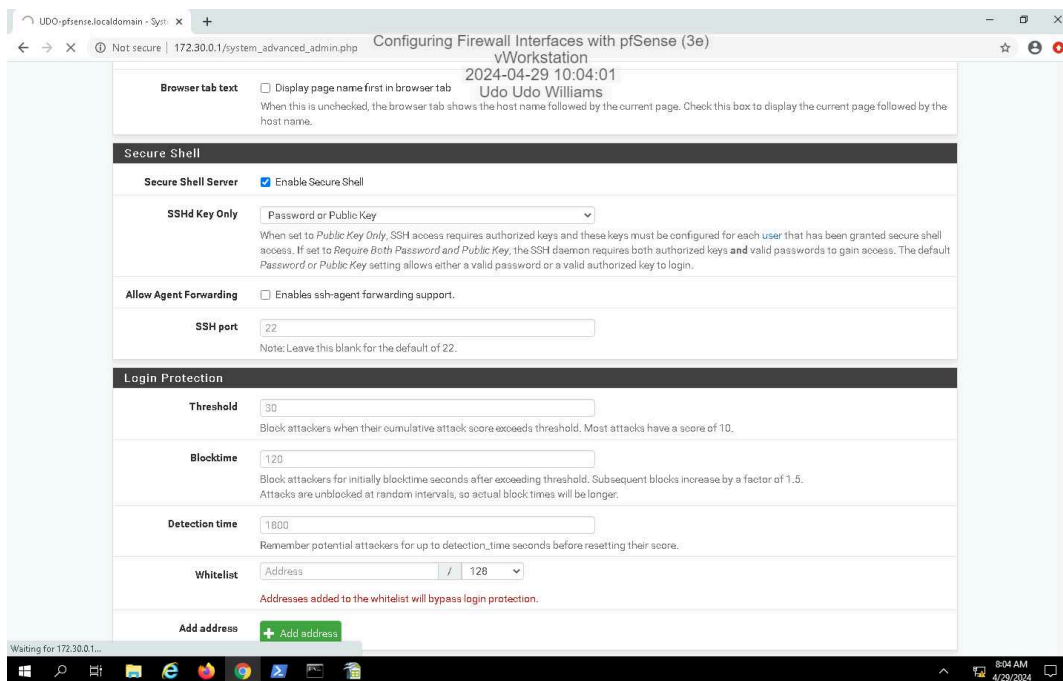 UDO-pfsense.localdomain - Syst
Not secure | 172.30.0.1/system_advanced_admin.php
Configuring Firewall Interfaces with pfSense (3e)
vWorkstation
2024-04-29 10:04:01
Udo Udo Williams
Browser tab text
Display page name first in browser tab
When this is unchecked, the browser tab shows the host name followed by the current page. Check this box to display the current page followed by the
host name.
Secure Shell
Secure Shell Server
Enable Secure Shell
SSHd Key Only
Password or Public Key
When set to Public Key Only, SSH access requires authorized keys and these keys must be configured for each user that has been granted secure shell
access. If set to Require Both Password and Public Key, the SSH daemon requires both authorized keys and valid passwords to gain access. The default
Password or Public Key setting allows either a valid password or a valid authorized key to login.
Allow Agent Forwarding
Enables ssh-agent forwarding support.
SSH port
22
Note: Leave this blank for the default of 22.
Login Protection
Threshold
30
Block attackers when their cumulative attack score exceeds threshold. Most attacks have a score of 10.
Blocktime
120
Block attackers for initially blocktime seconds after exceeding threshold. Subsequent blocks increase by a factor of 1.5.
Attacks are unblocked at random intervals, so actual block times will be longer.
Detection time
1800
Remember potential attackers for up to detection_time seconds before resetting their score.
Whitelist
Address / 128
Addresses added to the whitelist will bypass login protection.
Add address
+ Add address
Waiting for 172.30.0.1...
8:04 AM
4/29/2024